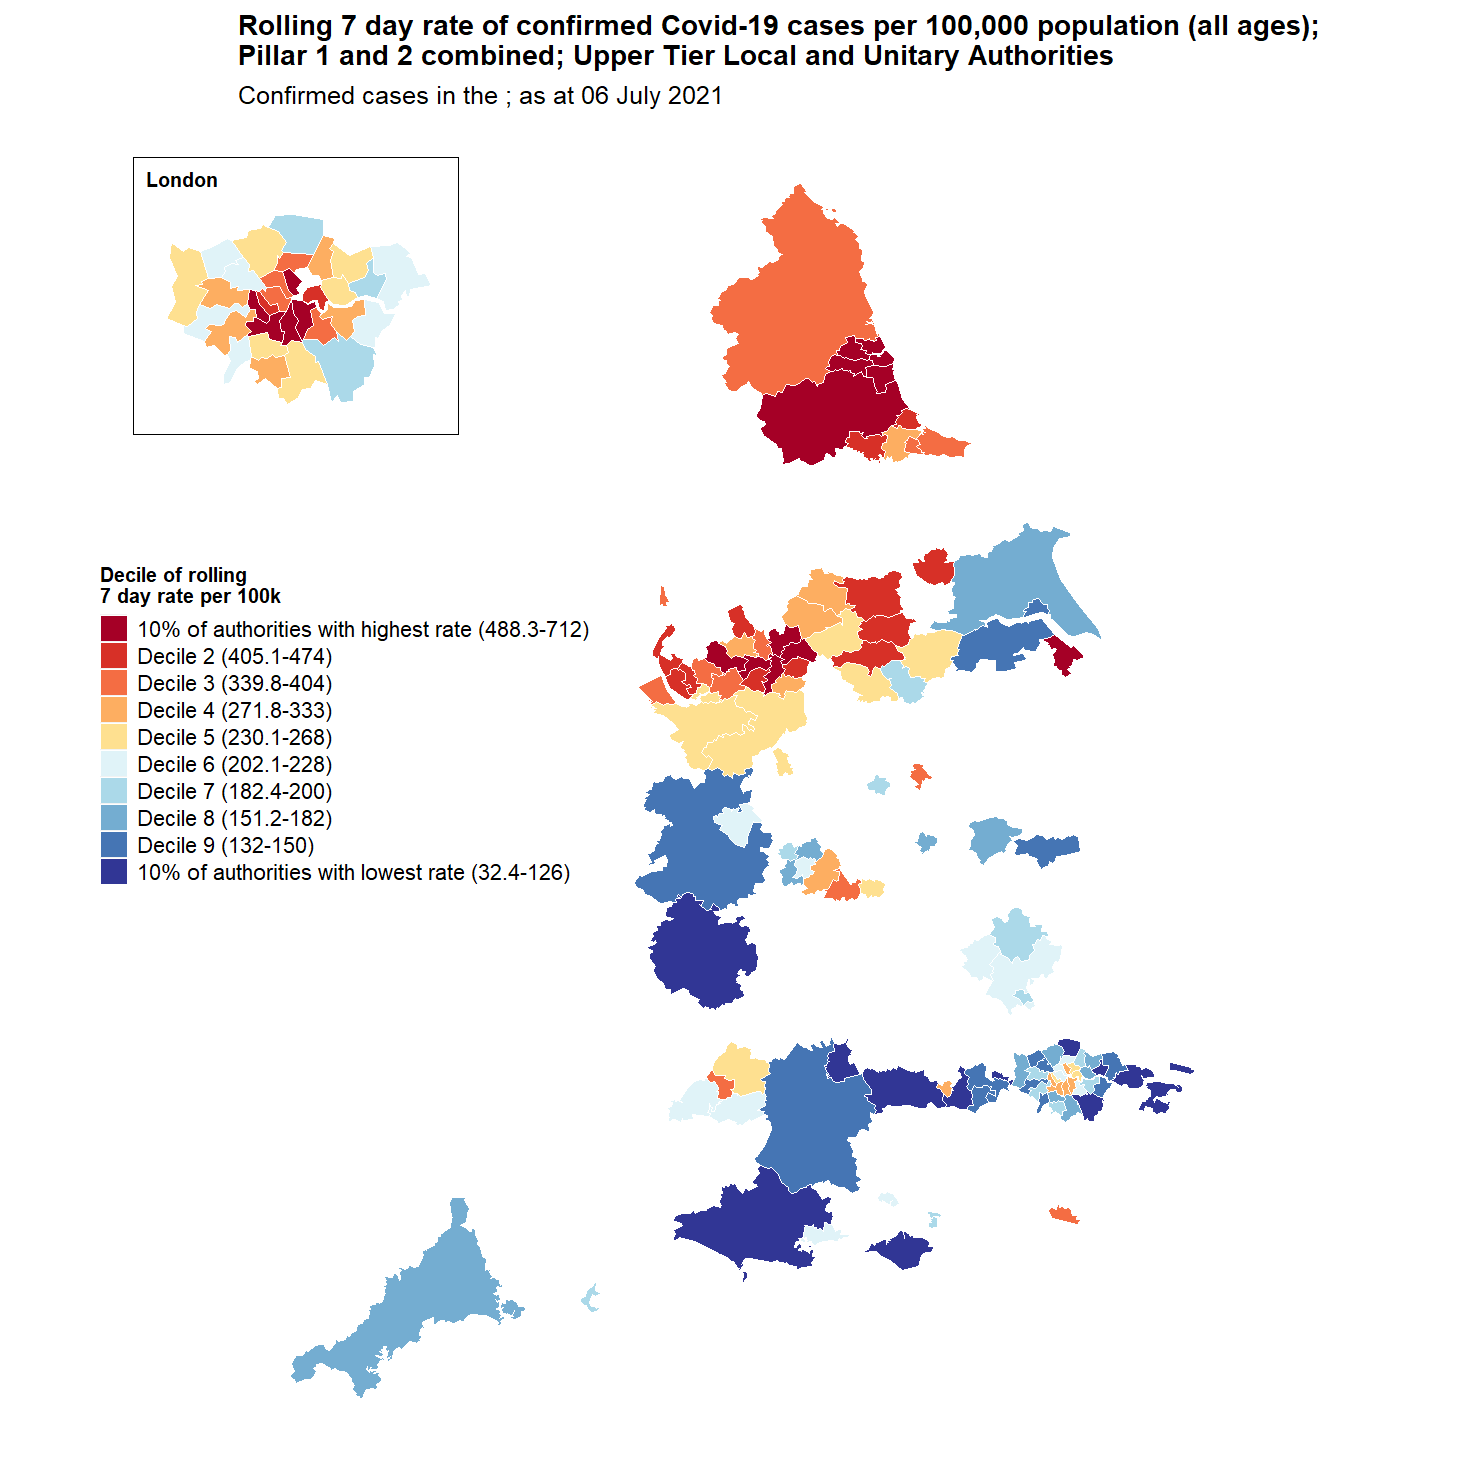 Rolling 7 day rate of confirmed Covid-19 cases per 100,000 population (all ages);
Pillar 1 and 2 combined; Upper Tier Local and Unitary Authorities
Confirmed cases in the ; as at 06 July 2021
London
Decile of rolling
7 day rate per 100k
10% of authorities with highest rate (488.3-712)
Decile 2 (405.1-474)
Decile 3 (339.8-404)
Decile 4 (271.8-333)
Decile 5 (230.1-268)
Decile 6 (202.1-228)
Decile 7 (182.4-200)
Decile 8 (151.2-182)
Decile 9 (132-150)
10% of authorities with lowest rate (32.4-126)